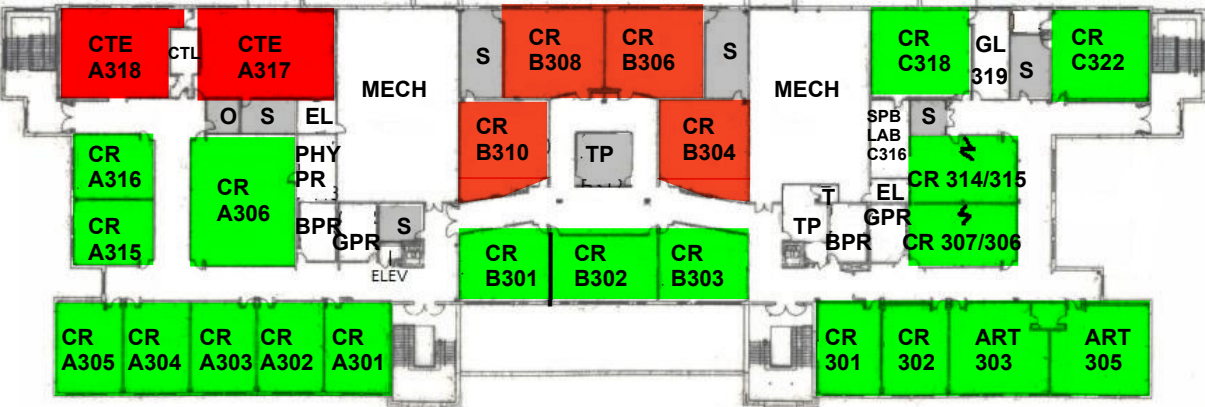 CTE
A318
CTL
CTE
A317
MECH
S
CR
B308
CR
B306
S
MECH
CR
C318
GL
319
S
CR
C322
O
S
EL
CR
B310
TP
CR
B304
SPB
LAB
C316
S
CR
A316
CR
A306
PHY
PR
CR 314/315
EL
T
CR
A315
BPR
GPR
S
TP
BPR
GPR
CR 307/306
ELEV
CR
B301
CR
B302
CR
B303
CR
A305
CR
A304
CR
A303
CR
A302
CR
A301
CR
301
CR
302
ART
303
ART
305